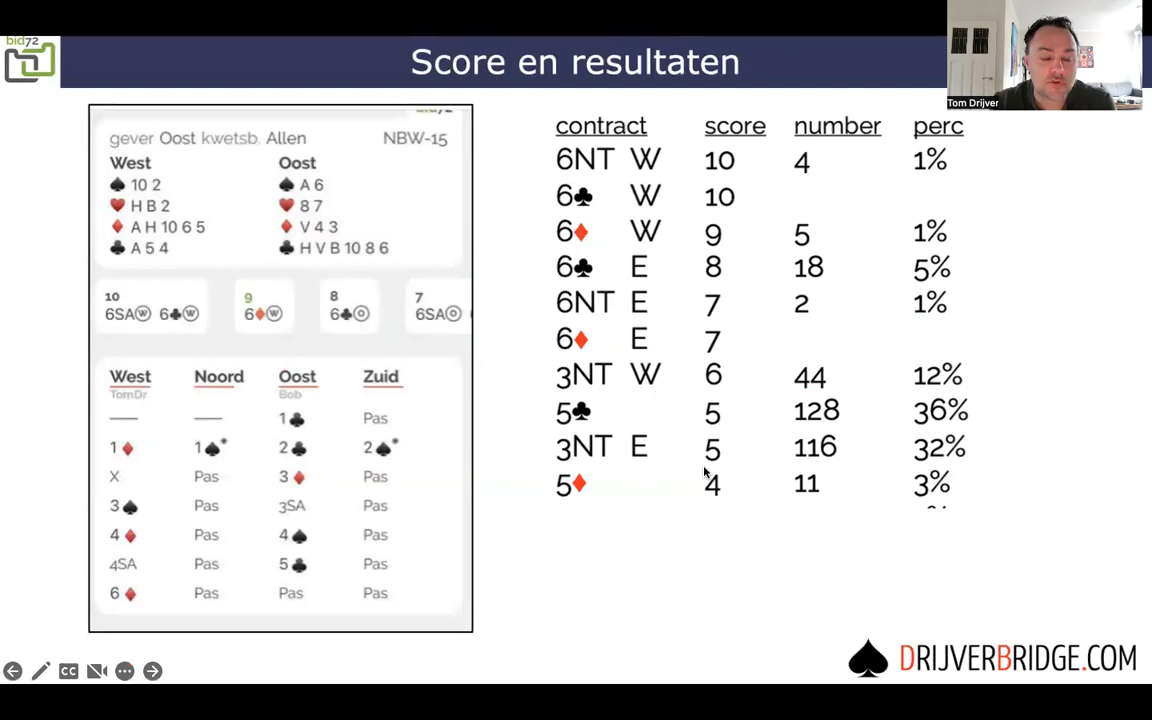 bid72
Score en resultaten
Tom Drijver
gever Oost kwetsb. Allen NBW-15
West Oost
♠ 10 2 ♠ A 6
♥ H B 2 ♥ 8 7
♦ A H 10 6 5 ♦ V 4 3
♣ A 5 4 ♣ H V B 10 8 6
10 9 8 7
6SA W 6♣ W 6♦ W 6♣ O 6SA O
West Noord Oost Zuid
TomDr Bob
— — 1♣ Pas
1♦ 1♠* 2♣ 2♠*
X Pas 3♦ Pas
3♠ Pas 3SA Pas
4♦ Pas 4♠ Pas
4SA Pas 5♣ Pas
6♦ Pas Pas Pas
contract score number perc
6NT W 10 4 1%
6♣ W 10
6♦ W 9 5 1%
6♣ E 8 18 5%
6NT E 7 2 1%
6♦ E 7
3NT W 6 44 12%
5♣ 5 128 36%
3NT E 5 116 32%
5♦ 4 11 3%
CC
DRIJVERBRIDGE.COM